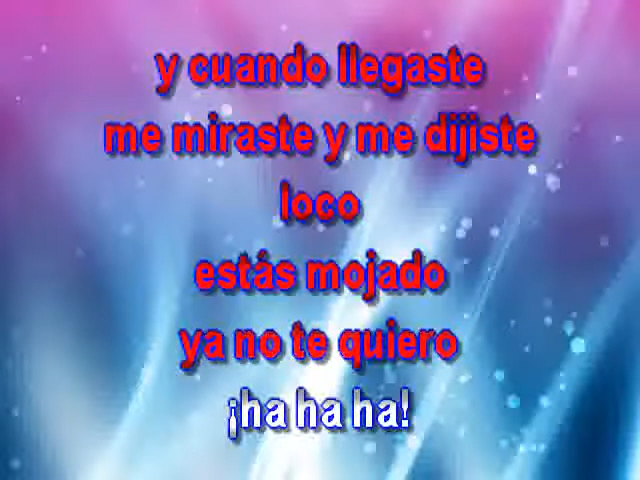 y cuando llegaste
me miraste y me dijiste
loco
estás mojado
ya no te quiero
¡ha ha ha!